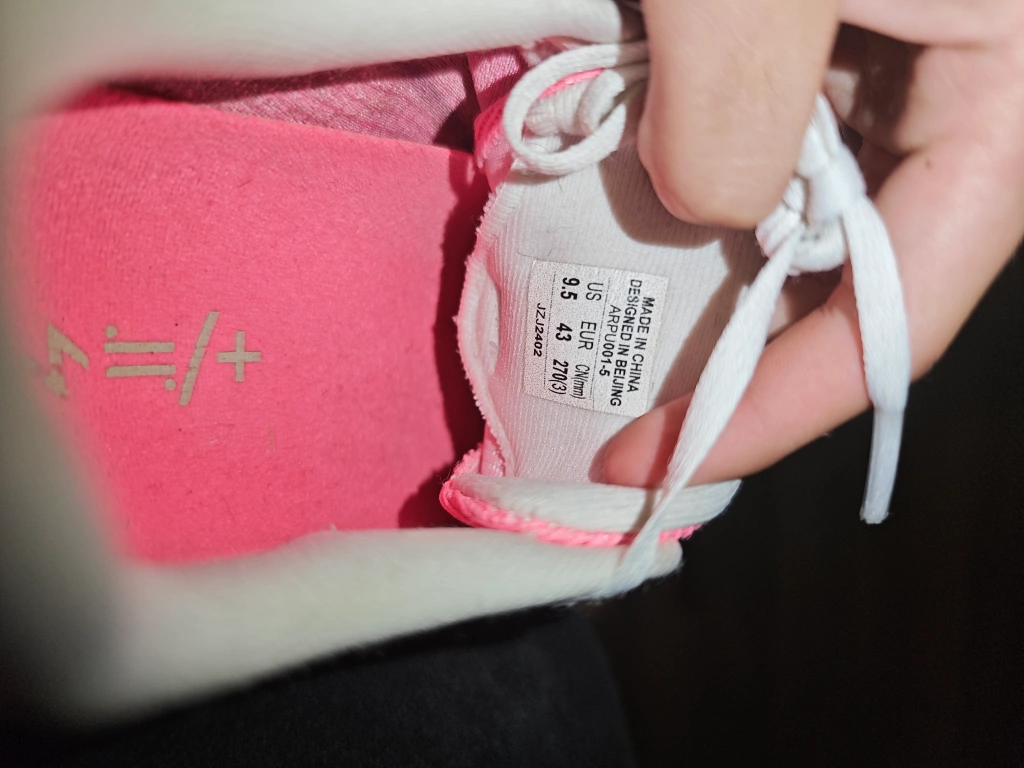 MADE IN CHINA
DESIGNED IN BEIJING
ARPU001-5
US EUR CN(mm)
9.5 43 270(3)
JZJ2402